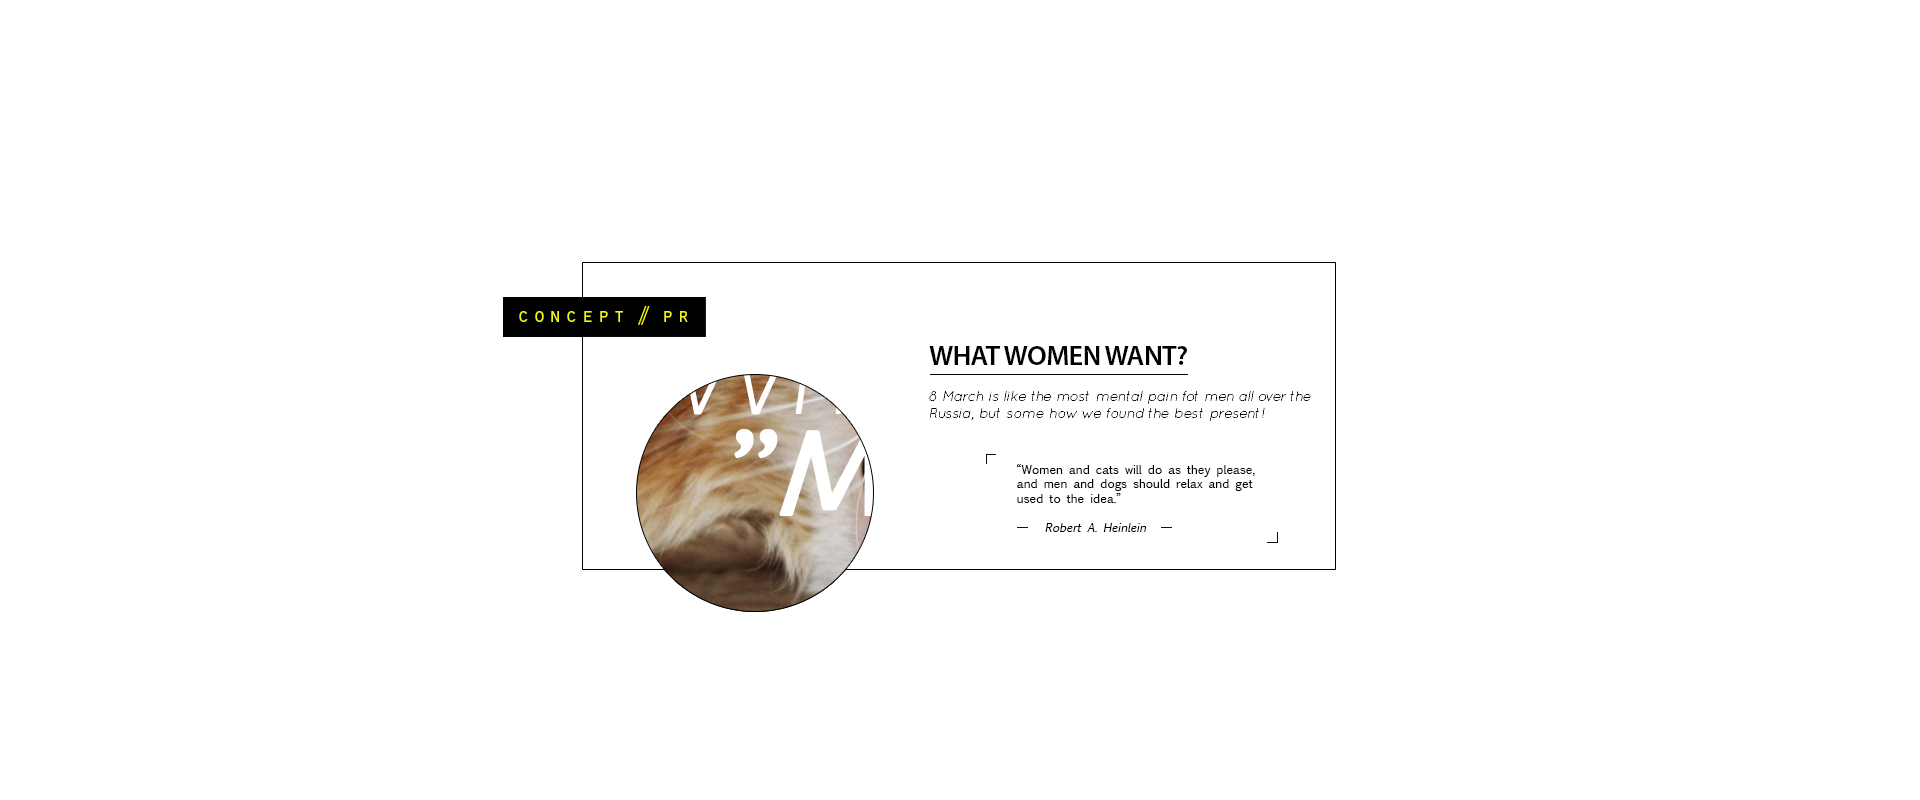 CONCEPT // PR
WHAT WOMEN WANT?
8 March is like the most mental pain fot men all over the
Russia, but some how we found the best present!
”M
“Women and cats will do as they please,
and men and dogs should relax and get
used to the idea.”
— Robert A. Heinlein —